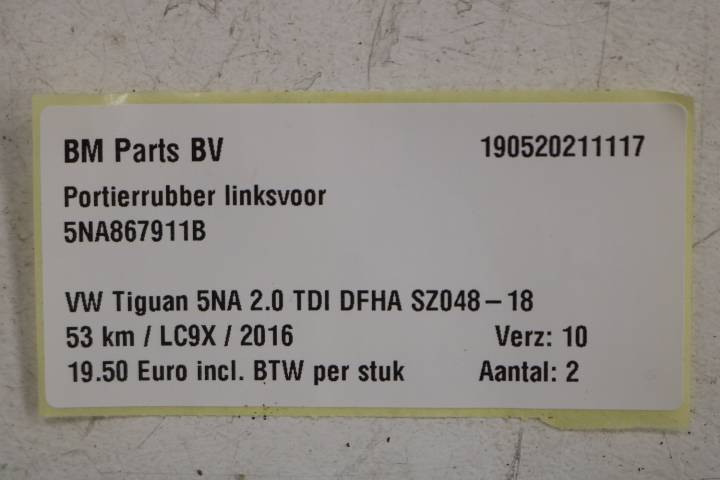 BM Parts BV 190520211117
Portierrubber linksvoor
5NA867911B
VW Tiguan 5NA 2.0 TDI DFHA SZ048 – 18
53 km / LC9X / 2016 Verz: 10
19.50 Euro incl. BTW per stuk Aantal: 2